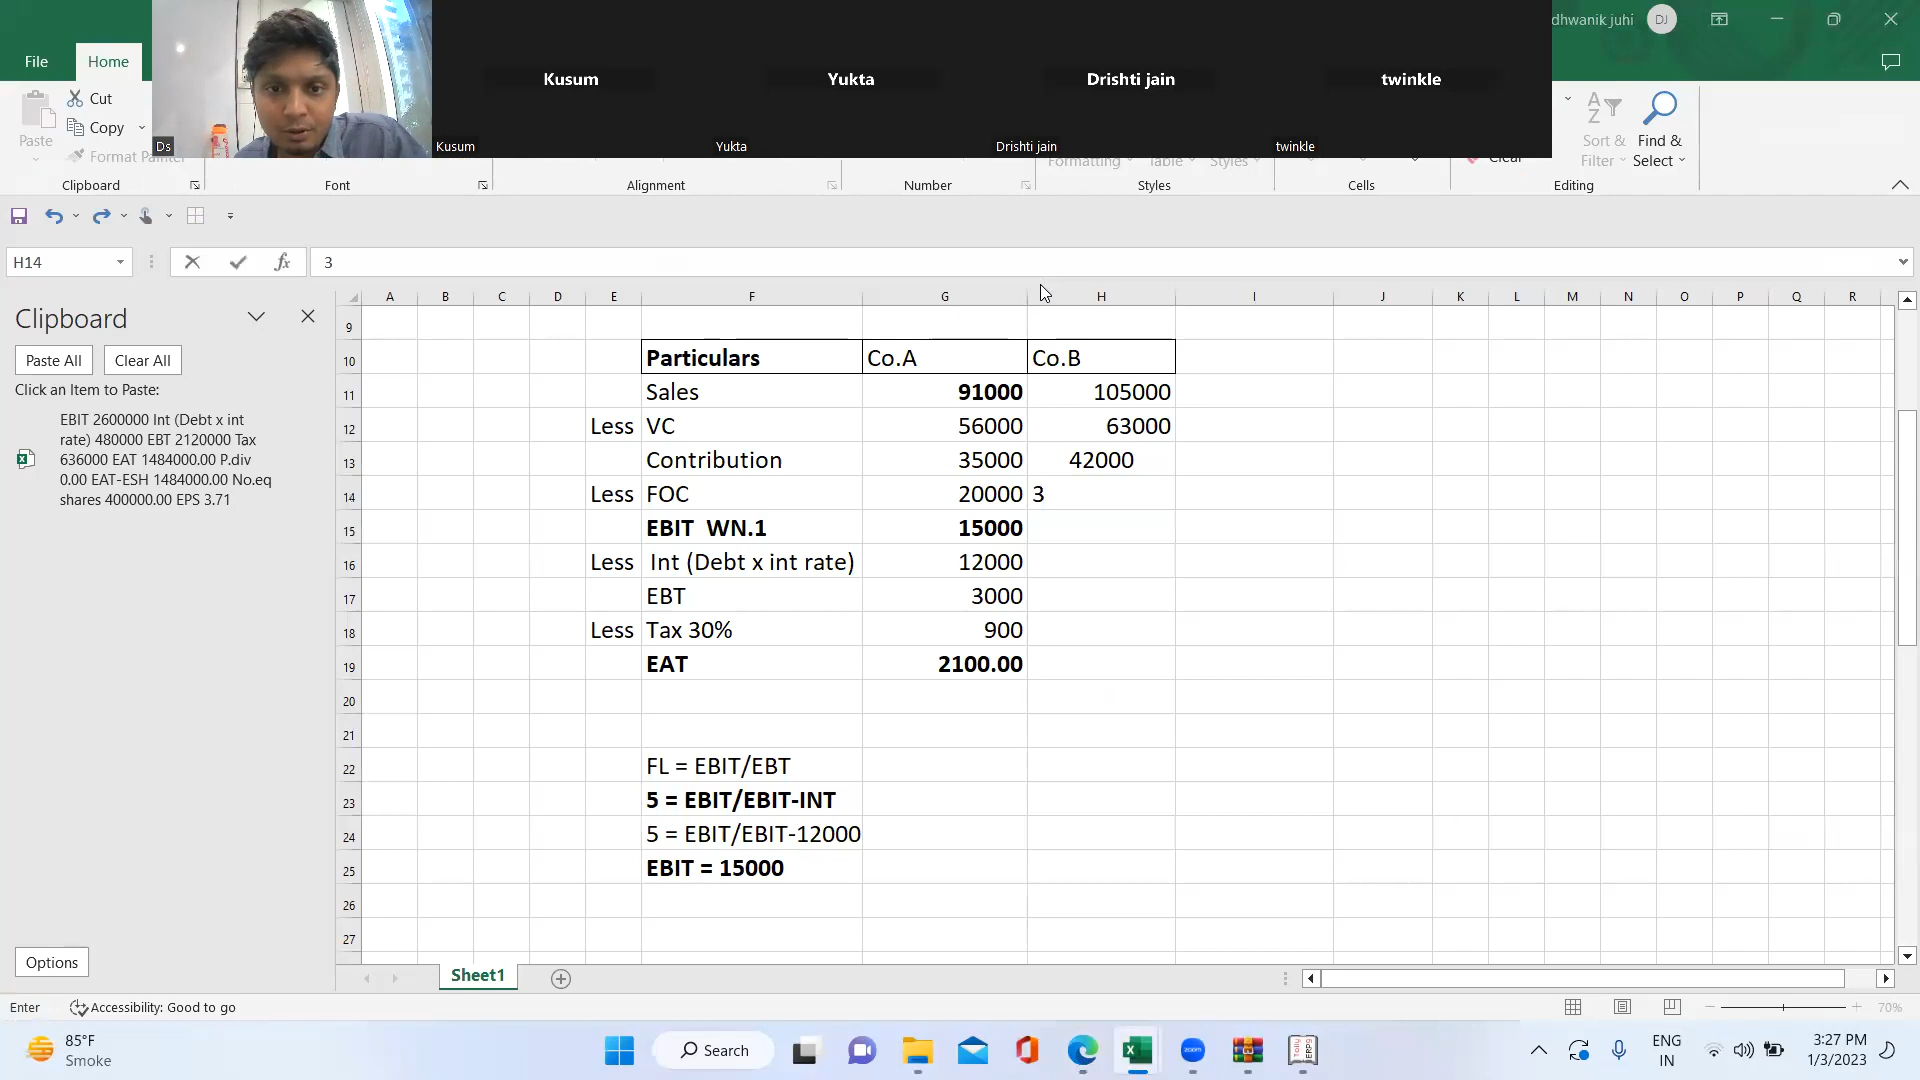 Kusum
Yukta
Drishti jain
twinkle
dhwanik juhi
DJ
File
Home
Ds
Kusum
Yukta
Drishti jain
twinkle
Paste
Cut
Copy
Format Painter
Formatting
Table
Styles
Clear
Sort &
Filter
Find &
Select
Clipboard
Font
Alignment
Number
Styles
Cells
Editing
H14
fx
3
Clipboard
Paste All
Clear All
Click an Item to Paste:
EBIT 2600000 Int (Debt x int
rate) 480000 EBT 2120000 Tax
636000 EAT 1484000.00 P.div
0.00 EAT-ESH 1484000.00 No.eq
shares 400000.00 EPS 3.71
Options
A B C D E F G H I J K L M N O P Q R
9
10 Particulars Co.A Co.B
11 Sales 91000 105000
12 Less VC 56000 63000
13 Contribution 35000 42000
14 Less FOC 20000 3
15 EBIT WN.1 15000
16 Less Int (Debt x int rate) 12000
17 EBT 3000
18 Less Tax 30% 900
19 EAT 2100.00
20
21
22 FL = EBIT/EBT
23 5 = EBIT/EBIT-INT
24 5 = EBIT/EBIT-12000
25 EBIT = 15000
26
27
Sheet1
Enter
Accessibility: Good to go
70%
85°F
Smoke
Search
zoom
ENG
IN
3:27 PM
1/3/2023